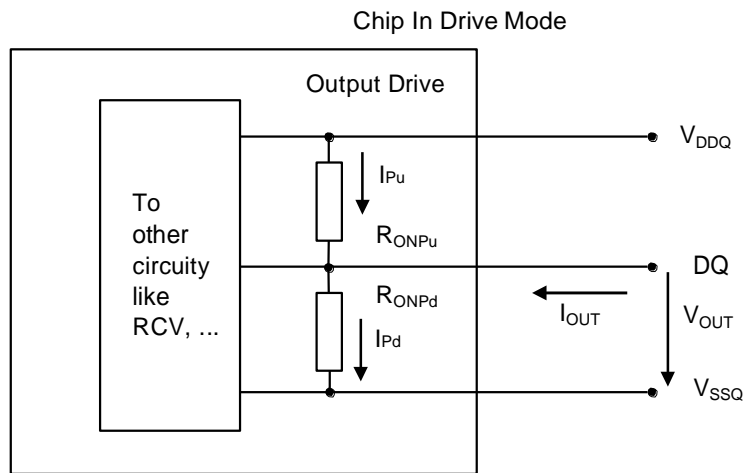 Chip In Drive Mode
Output Drive
To
other
circuity
like
RCV, ...
IPu
RONPu
RONPd
IPd
VDDQ
DQ
IOUT
VOUT
VSSQ